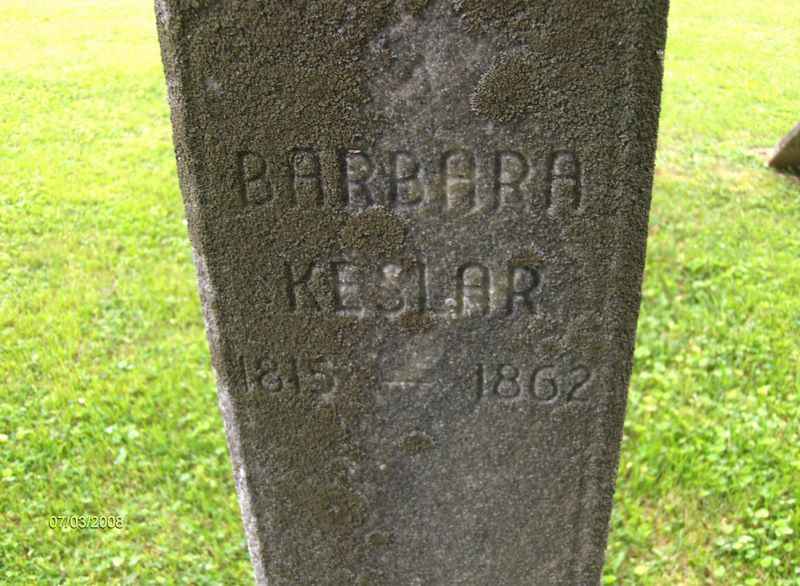 BARBARA
KESLAR
1815 — 1862
07/03/2008